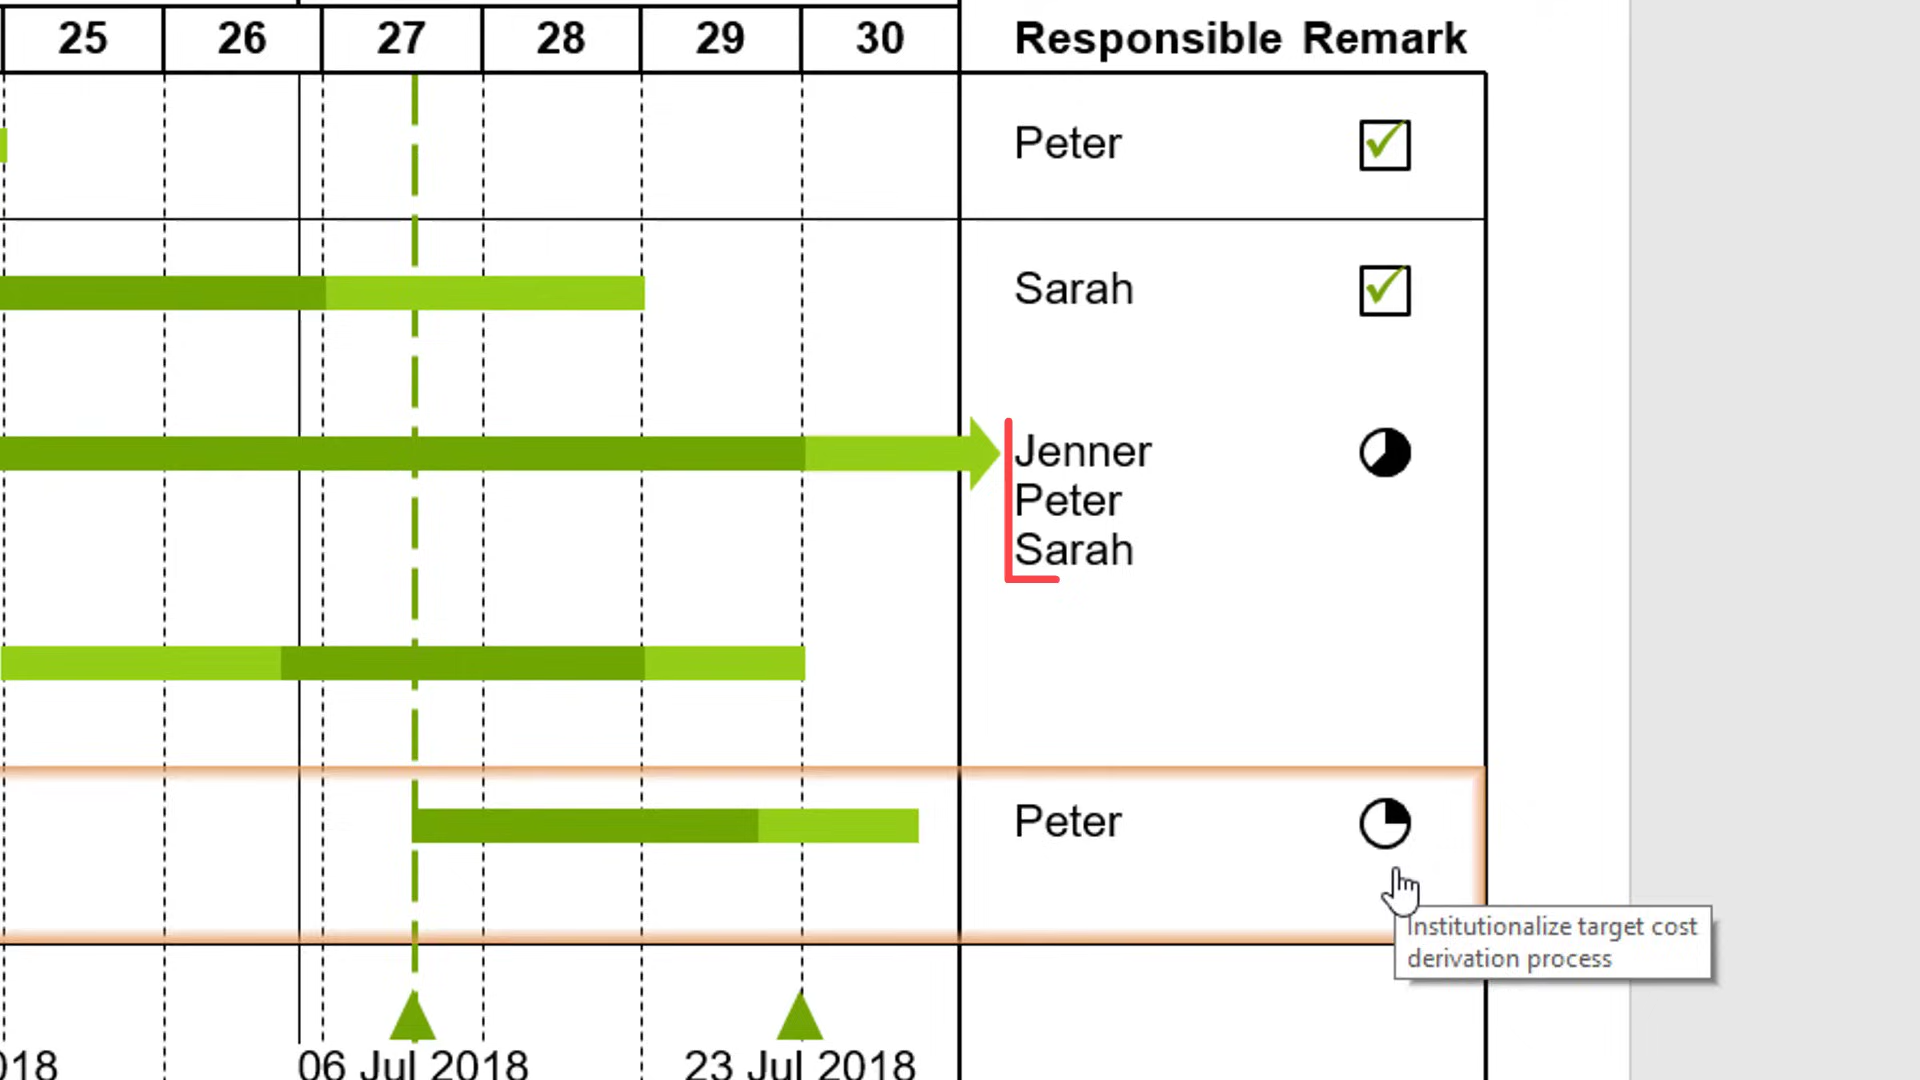 25 26 27 28 29 30 Responsible Remark
Peter
Sarah
Jenner
Peter
Sarah
Peter
Institutionalize target cost
derivation process
018 06 Jul 2018 23 Jul 2018